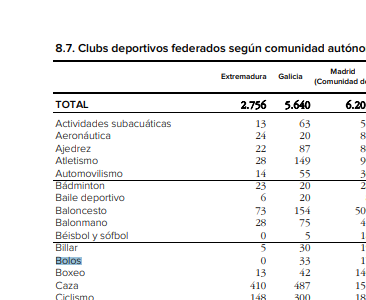 8.7. Clubs deportivos federados según comunidad autóno
Extremadura Galicia Madrid
(Comunidad de
TOTAL 2.756 5.640 6.20
Actividades subacuáticas 13 63 5
Aeronáutica 24 20 8
Ajedrez 22 87 8
Atletismo 28 149 9
Automovilismo 14 55 3
Bádminton 23 20 2
Baile deportivo 6 20
Baloncesto 73 154 50
Balonmano 28 75 4
Béisbol y sófbol 0 5 1
Billar 5 30 1
Bolos 0 33 1
Boxeo 13 42 14
Caza 410 487 15
Ciclismo 148 300 18